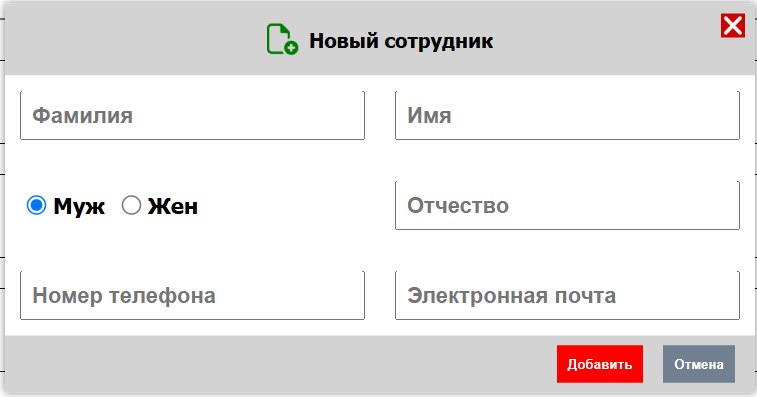 Новый сотрудник
Фамилия
Имя
Муж
Жен
Отчество
Номер телефона
Электронная почта
Добавить
Отмена